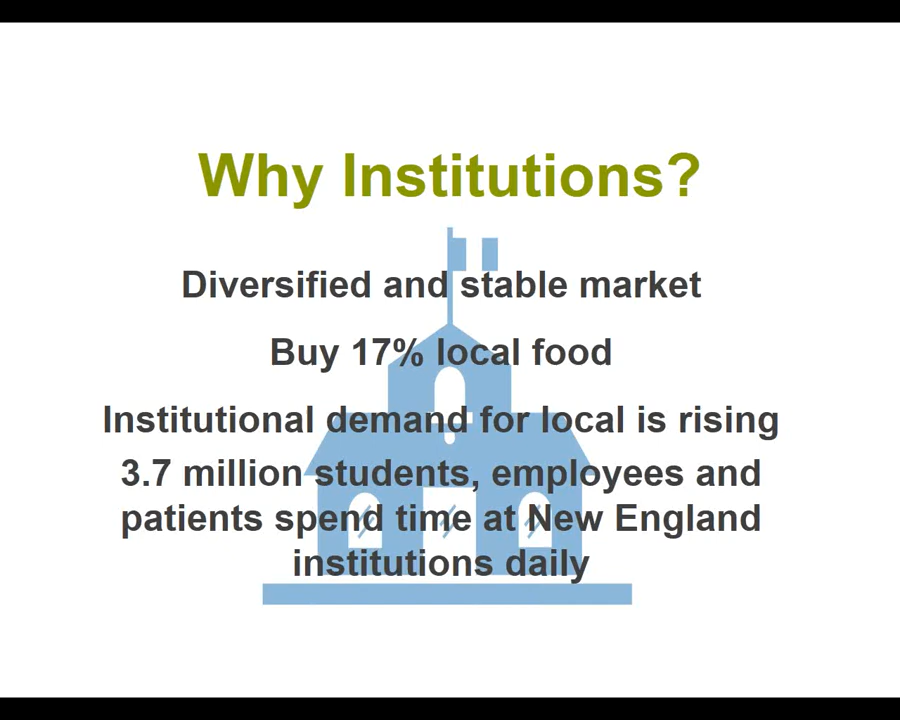 Why Institutions?
Diversified and stable market
Buy 17% local food
Institutional demand for local is rising
3.7 million students, employees and
patients spend time at New England
institutions daily